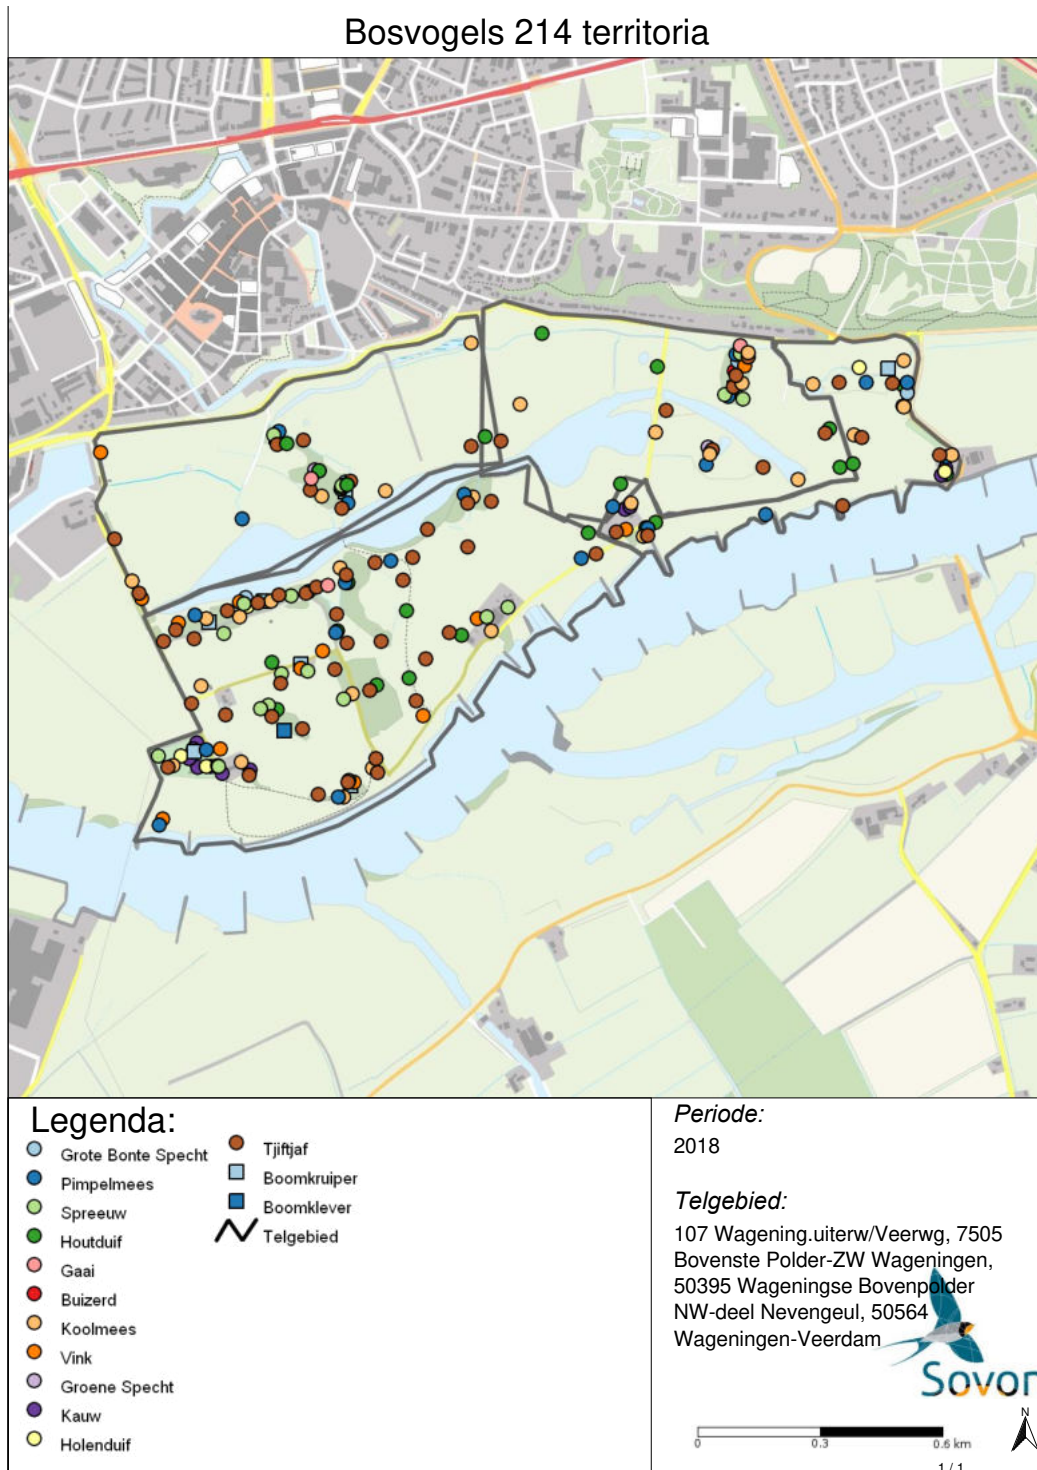 Bosvogels 214 territoria
Legenda:
Grote Bonte Specht
Pimpelmees
Spreeuw
Houtduif
Gaai
Buizerd
Koolmees
Vink
Groene Specht
Kauw
Holenduif
Tjiftjaf
Boomkruiper
Boomklever
Telgebied
Periode:
2018
Telgebied:
107 Wagening.uiterw/Veerwg, 7505
Bovenste Polder-ZW Wageningen,
50395 Wageningse Bovenpolder
NW-deel Nevengeul, 50564
Wageningen-Veerdam
Sovon
N
0 0.3 0.6 km
1 / 1